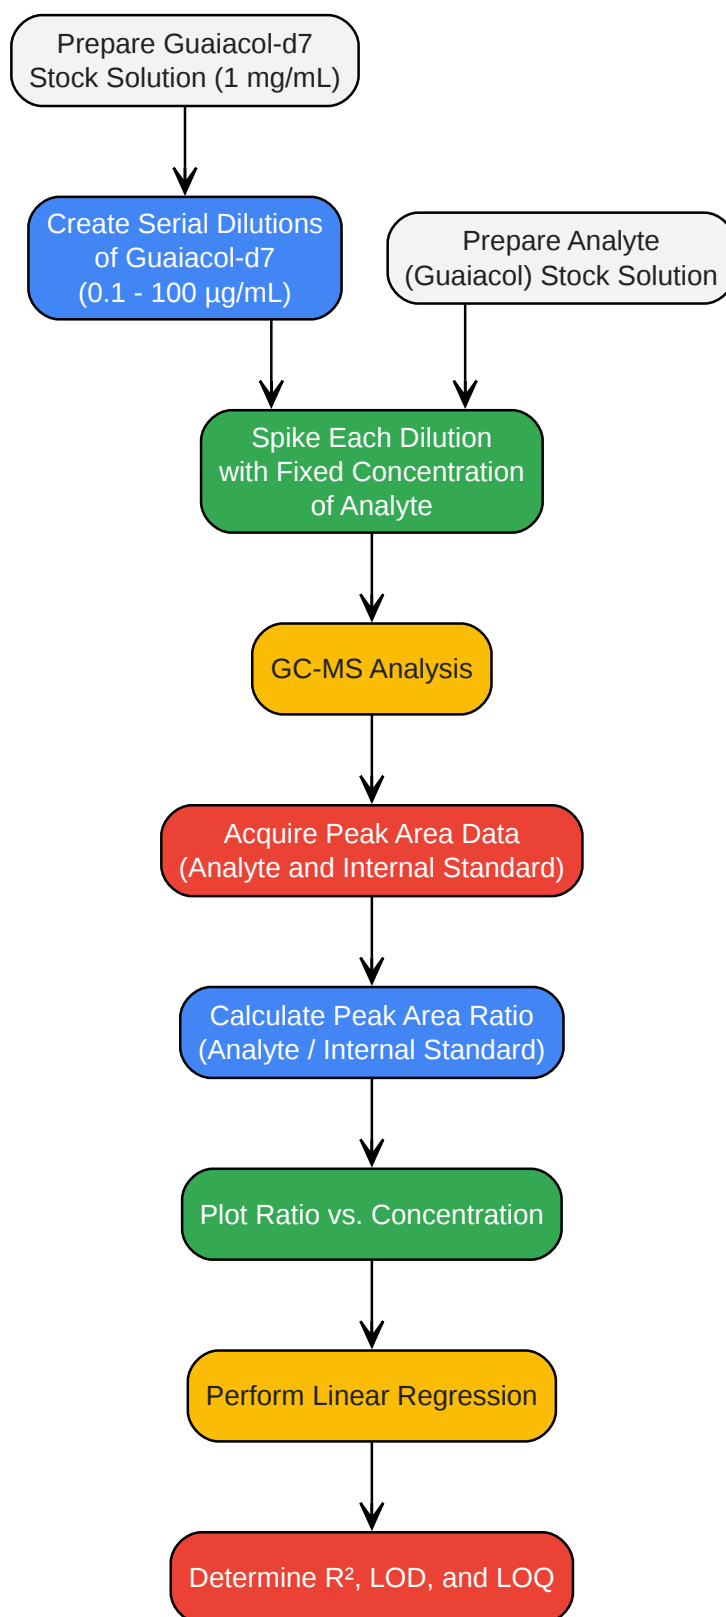 Prepare Guaiacol-d7
Stock Solution (1 mg/mL)
Create Serial Dilutions
of Guaiacol-d7
(0.1 - 100 µg/mL)
Prepare Analyte
(Guaiacol) Stock Solution
Spike Each Dilution
with Fixed Concentration
of Analyte
GC-MS Analysis
Acquire Peak Area Data
(Analyte and Internal Standard)
Calculate Peak Area Ratio
(Analyte / Internal Standard)
Plot Ratio vs. Concentration
Perform Linear Regression
Determine R², LOD, and LOQ